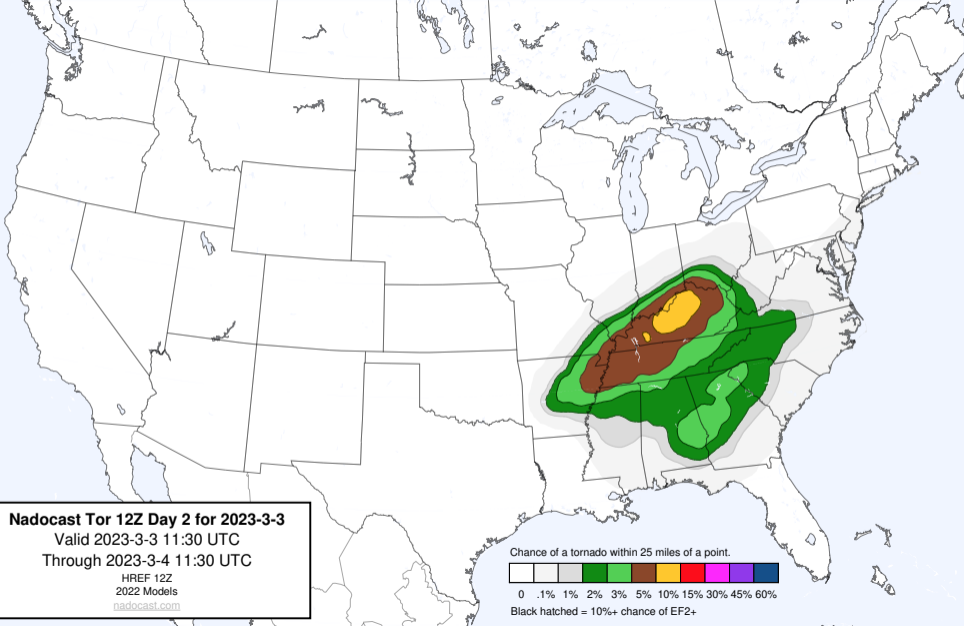 Nadocast Tor 12Z Day 2 for 2023-3-3
Valid 2023-3-3 11:30 UTC
Through 2023-3-4 11:30 UTC
HREF 12Z
2022 Models
nadocast.com
Chance of a tornado within 25 miles of a point.
0 .1% 1% 2% 3% 5% 10% 15% 30% 45% 60%
Black hatched = 10%+ chance of EF2+